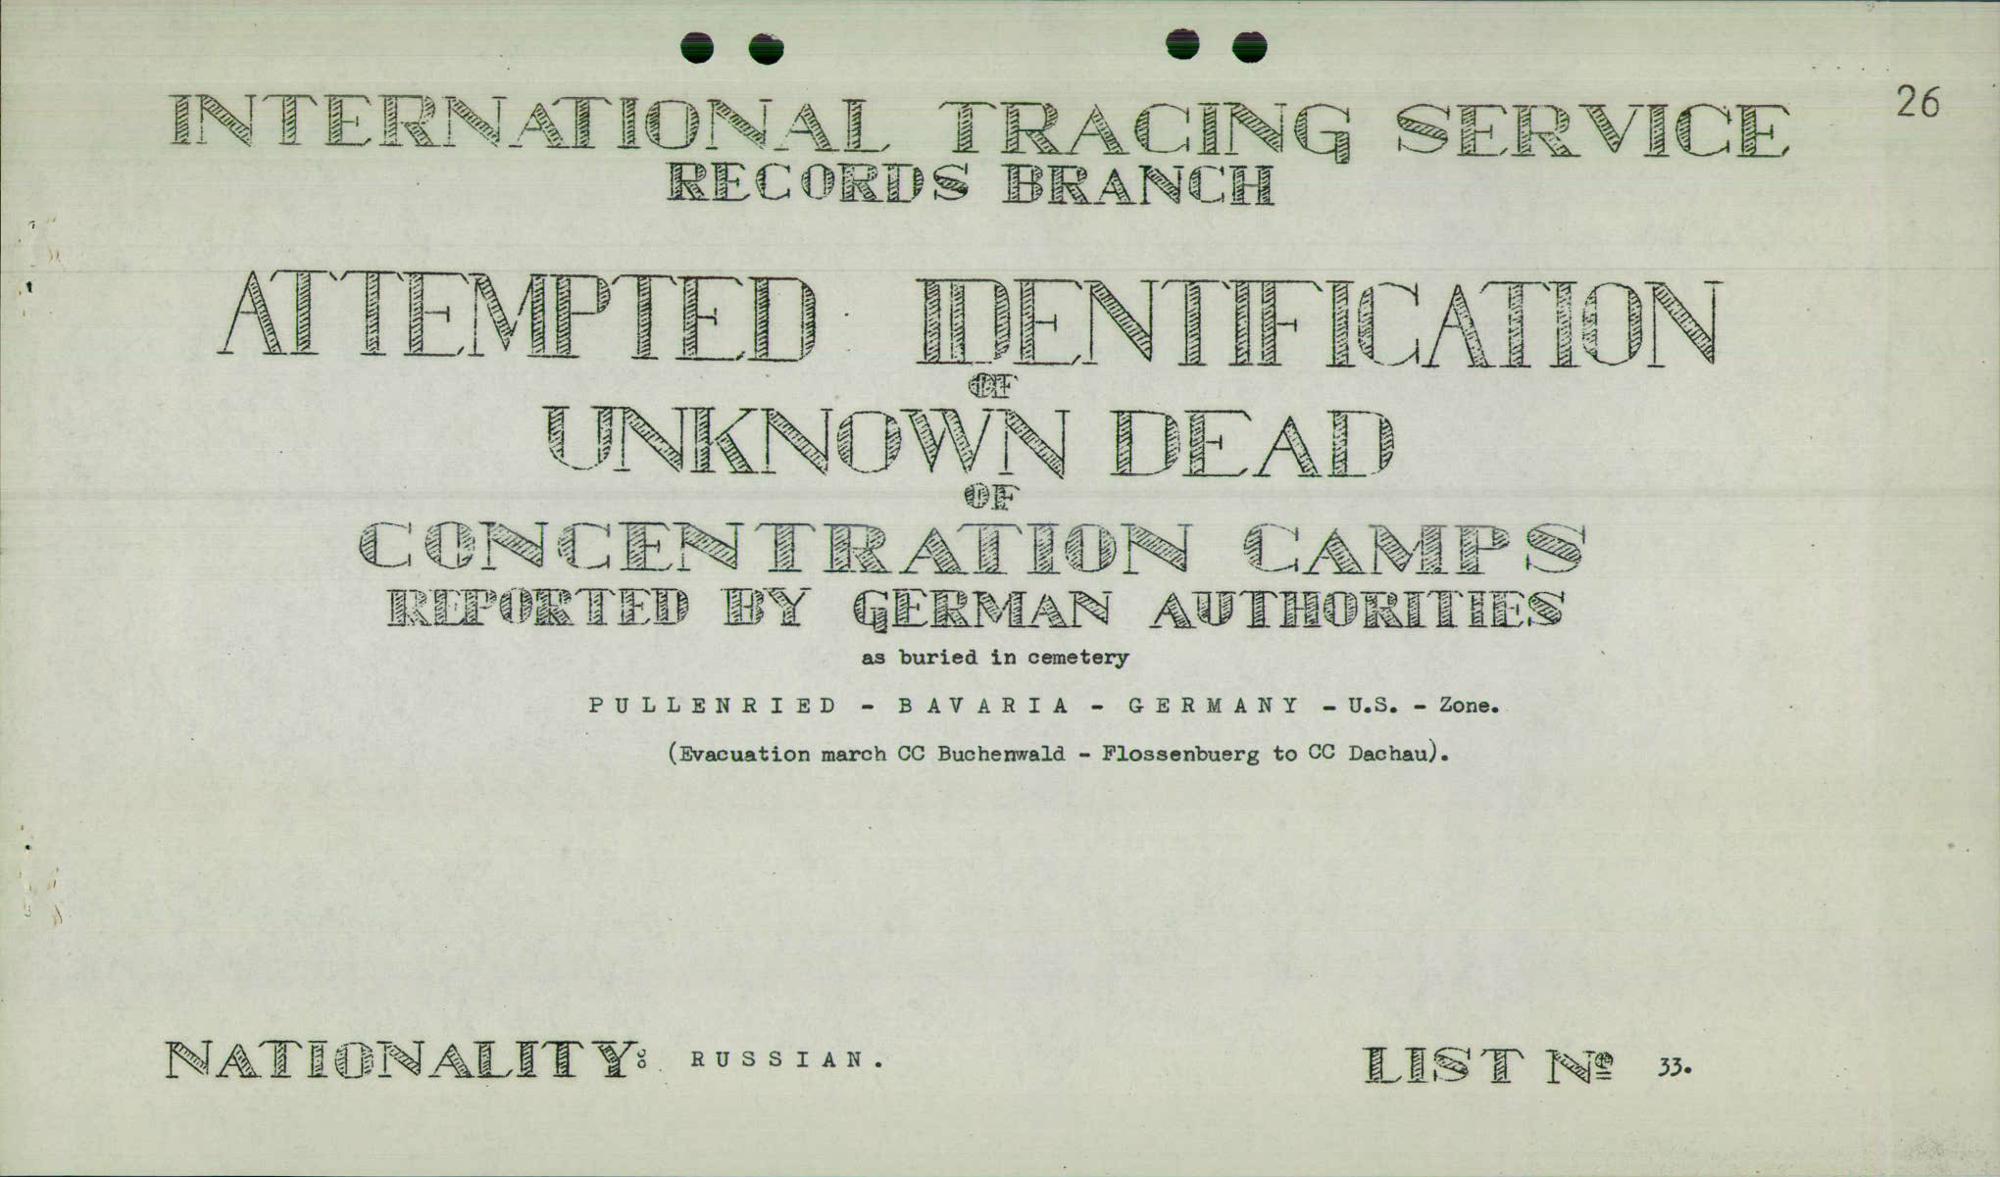 26
INTERNATIONAL TRACING SERVICE
RECORDS BRANCH
ATTEMPTED IDENTIFICATION
OF
UNKNOWN DEAD
OF
CONCENTRATION CAMPS
REPORTED BY GERMAN AUTHORITIES
as buried in cemetery
PULLENRIED - BAVARIA - GERMANY - U.S. - Zone.
(Evacuation march CC Buchenwald - Flossenbuerg to CC Dachau).
NATIONALITY: RUSSIAN.
LIST No 33.